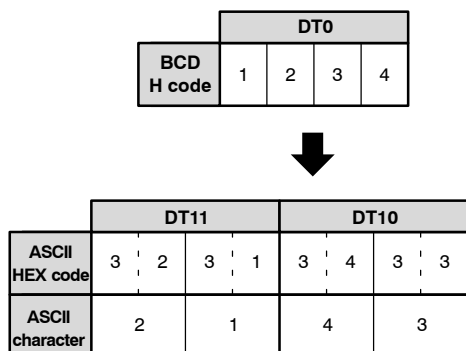 DT0
BCD
H code
1 2 3 4
DT11 DT10
ASCII
HEX code
3 2 3 1 3 4 3 3
ASCII
character
2 1 4 3